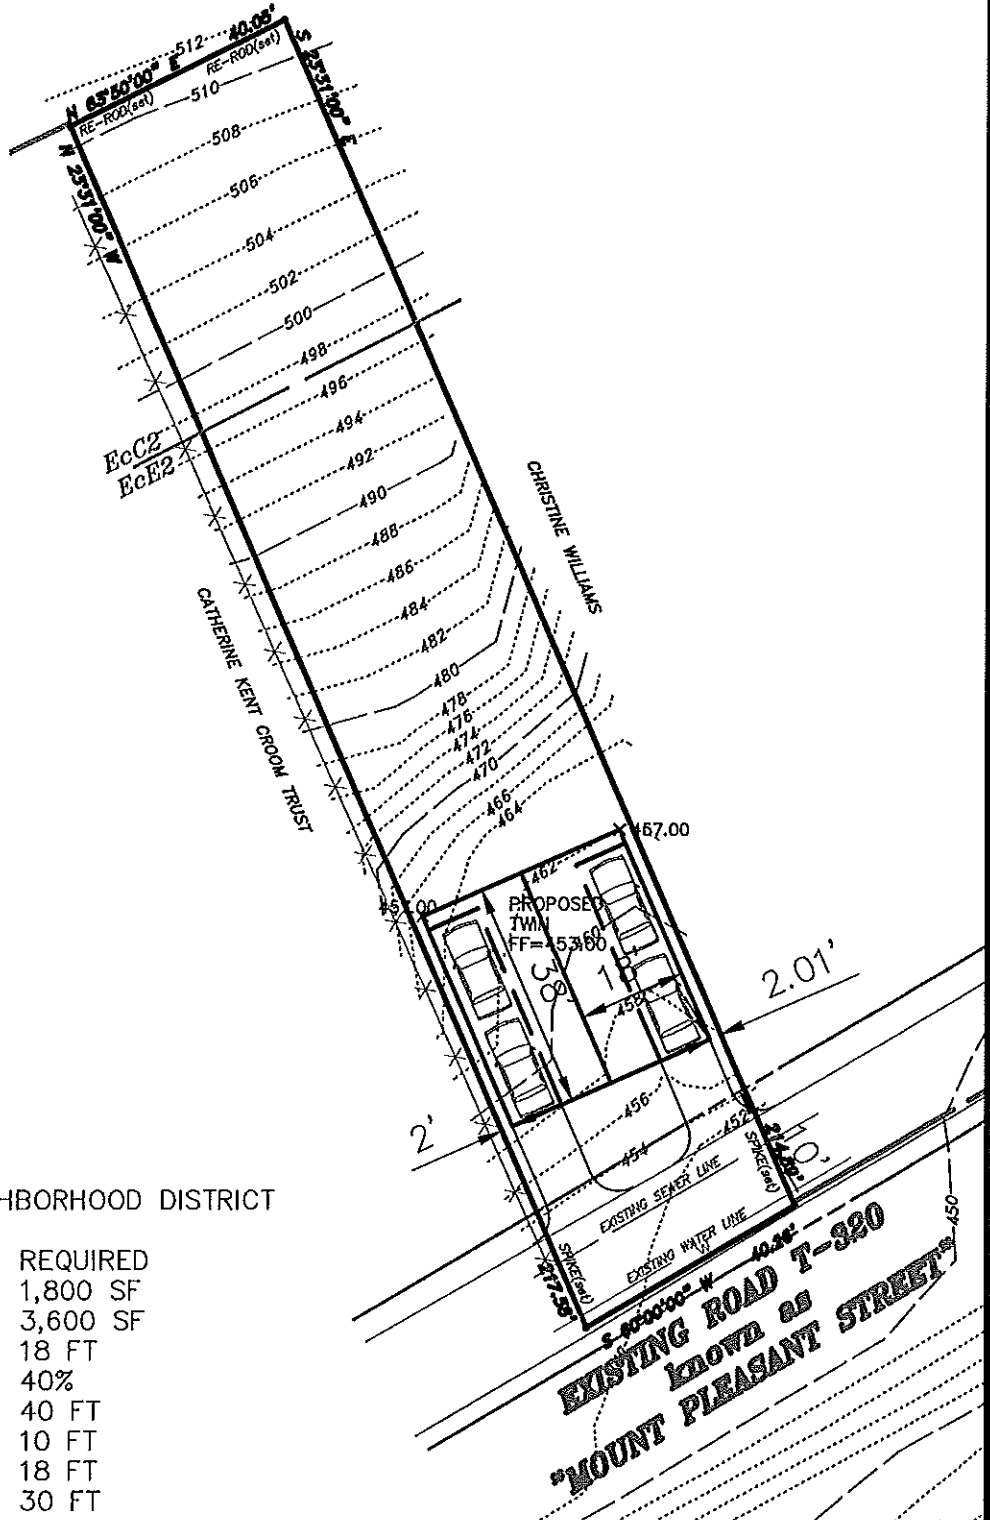 40.05'
512
N 63°50'00" E
RE-ROD(set)
RE-ROD(set)
S 23°31'00" E
N 23°31'00" W
510
508
506
504
502
500
498
496
494
492
490
488
486
484
482
480
478
476
474
472
470
466
464
EcC2
EcE2
CHRISTINE WILLIAMS
CATHERINE KENT CROOM TRUST
457.00
462
PROPOSED
TWIN
FF=453.00
460
38'
18'
458
2.01'
2'
456
454
452
10'
SPIKE(set)
EXISTING SEWER LINE
EXISTING WATER LINE
W
SPIKE(set)
217.55'
40.26'
S 60°00'00" W
450
EXISTING ROAD T-320
known as
"MOUNT PLEASANT STREET"
HBORHOOD DISTRICT
REQUIRED
1,800 SF
3,600 SF
18 FT
40%
40 FT
10 FT
18 FT
30 FT